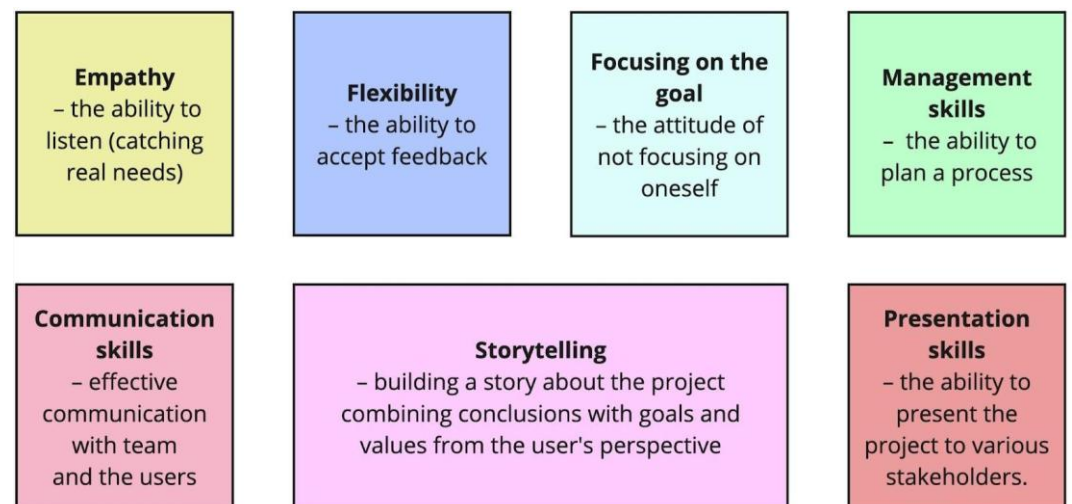 Empathy
– the ability to
listen (catching
real needs)
Flexibility
– the ability to
accept feedback
Focusing on the
goal
– the attitude of
not focusing on
oneself
Management
skills
– the ability to
plan a process
Communication
skills
– effective
communication
with team
and the users
Storytelling
– building a story about the project
combining conclusions with goals and
values from the user's perspective
Presentation
skills
– the ability to
present the
project to various
stakeholders.